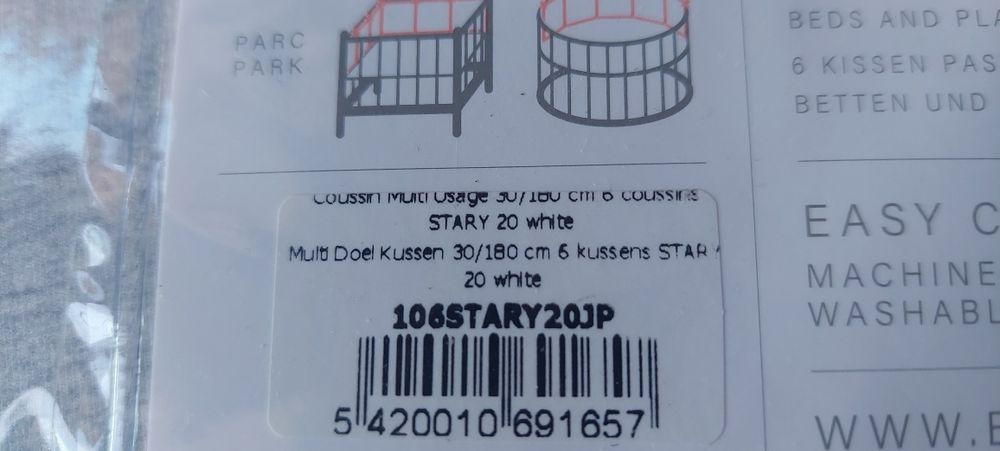 PARC
PARK
Coussin Multi Usage 30/180 cm 6 coussins
STARY 20 white
Multi Doel Kussen 30/180 cm 6 kussens STAR
20 white
106STARY20JP
5 420010 691657
BEDS AND PLA
6 KISSEN PAS
BETTEN UND
EASY C
MACHINE
WASHABL
WWW.